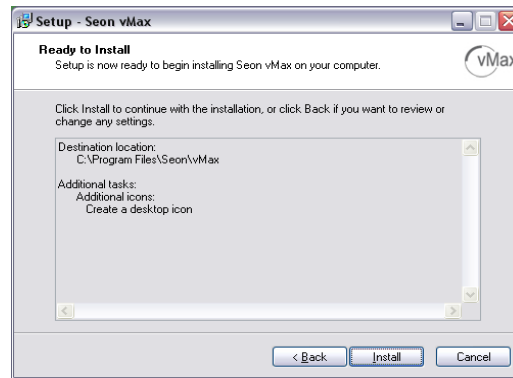 Setup - Seon vMax
Ready to Install
Setup is now ready to begin installing Seon vMax on your computer.
vMax
Click Install to continue with the installation, or click Back if you want to review or
change any settings.
Destination location:
C:\Program Files\Seon\vMax
Additional tasks:
Additional icons:
Create a desktop icon
< Back
Install
Cancel